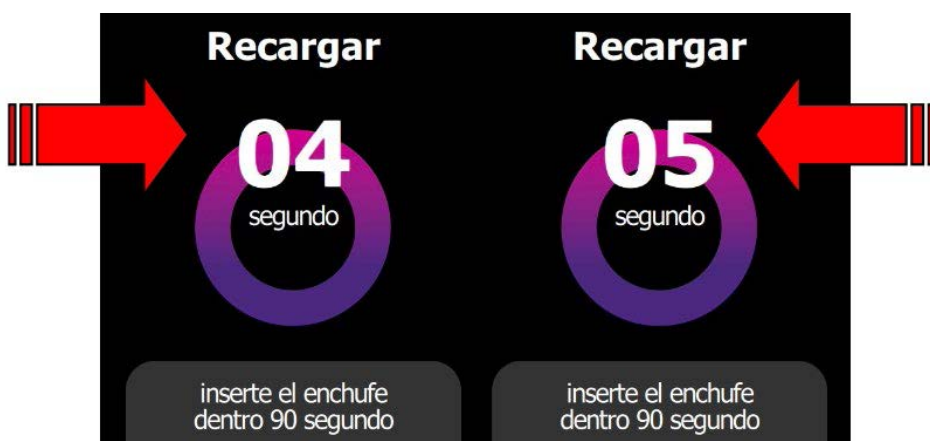 Recargar
04
segundo
inserte el enchufe
dentro 90 segundo
Recargar
05
segundo
inserte el enchufe
dentro 90 segundo